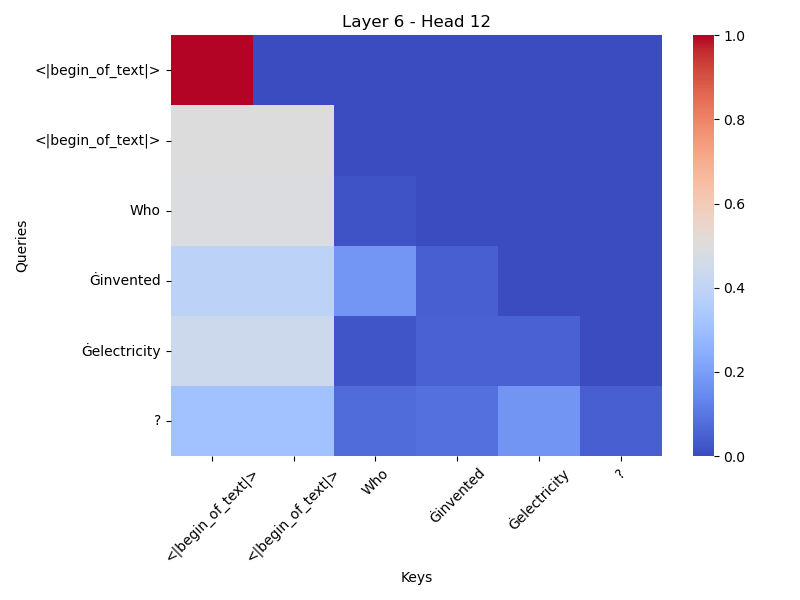 Layer 6 - Head 12
<|begin_of_text|>
<|begin_of_text|>
Who
Ġinvented
Ġelectricity
?
Queries
<|begin_of_text|>
<|begin_of_text|>
Who
Ġinvented
Ġelectricity
?
Keys
1.0
0.8
0.6
0.4
0.2
0.0